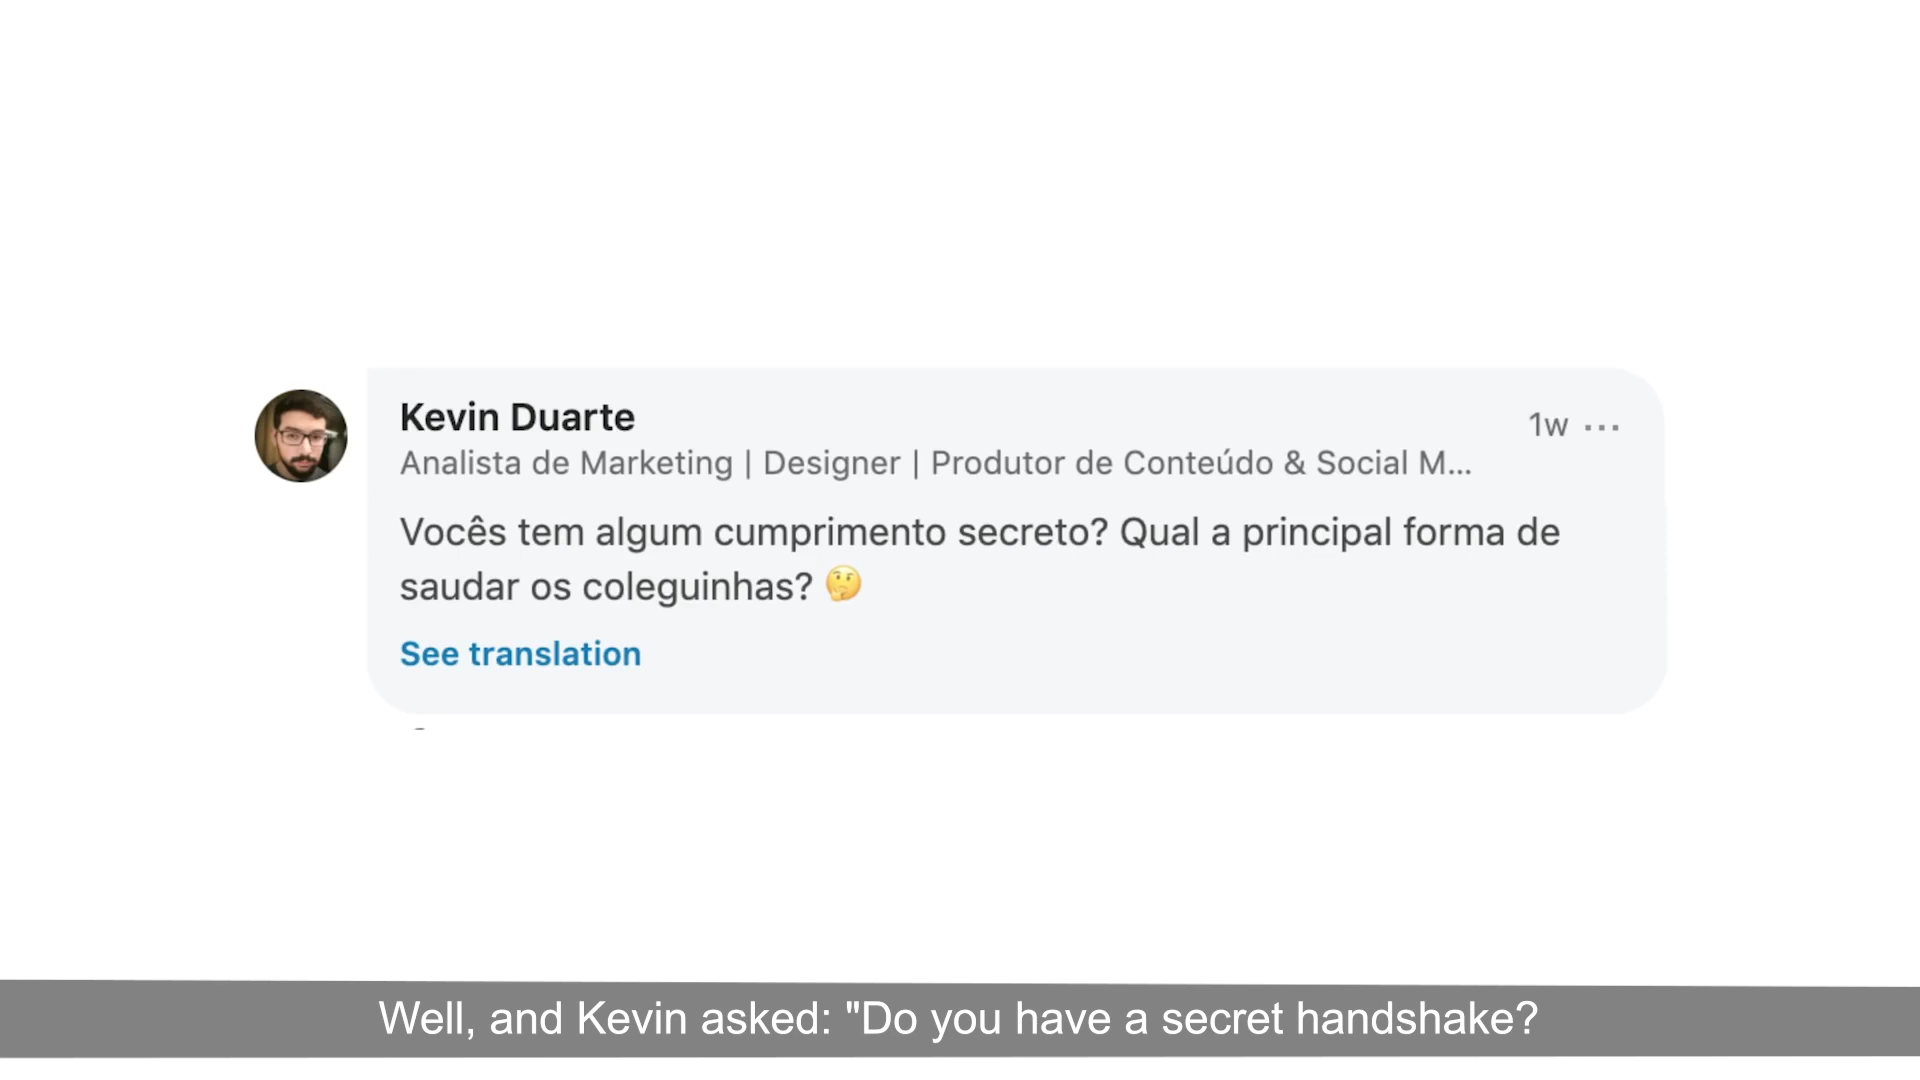 Kevin Duarte
1w ...
Analista de Marketing | Designer | Produtor de Conteúdo & Social M...
Vocês tem algum cumprimento secreto? Qual a principal forma de
saudar os coleguinhas? 🤔
See translation
Well, and Kevin asked: "Do you have a secret handshake?